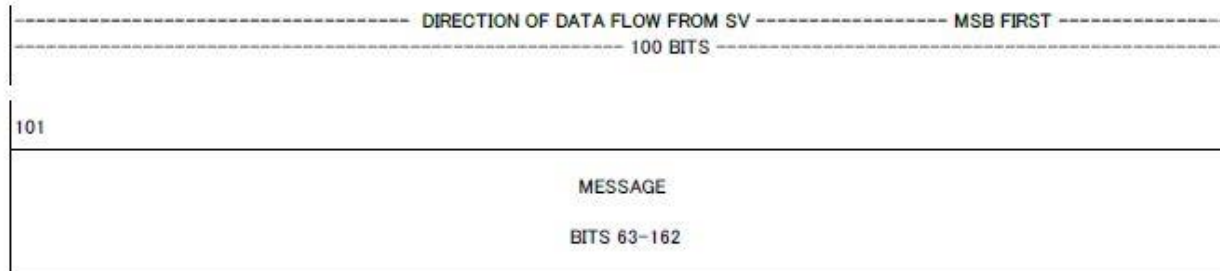 ---------------------------------- DIRECTION OF DATA FLOW FROM SV ----------------- MSB FIRST --------------
---------------------------------------------------- 100 BITS ------------------------------------------
101
MESSAGE
BITS 63-162